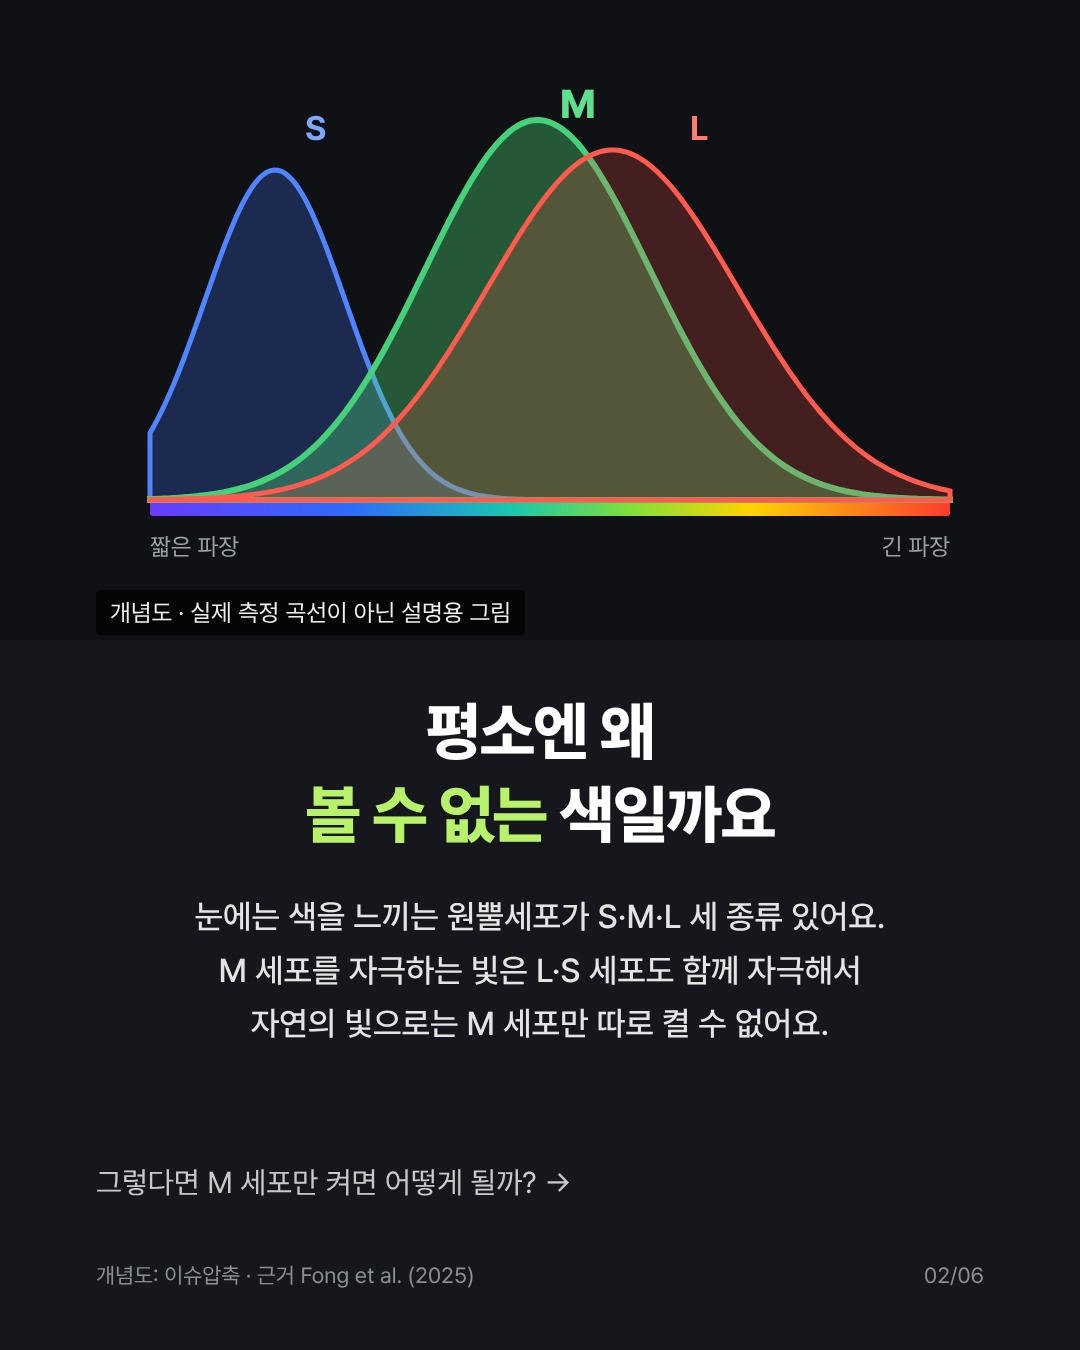 S
M
L
짧은 파장
긴 파장
개념도 · 실제 측정 곡선이 아닌 설명용 그림
평소엔 왜
볼 수 없는 색일까요
눈에는 색을 느끼는 원뿔세포가 S·M·L 세 종류 있어요.
M 세포를 자극하는 빛은 L·S 세포도 함께 자극해서
자연의 빛으로는 M 세포만 따로 켤 수 없어요.
그렇다면 M 세포만 켜면 어떻게 될까? →
개념도: 이슈압축 · 근거 Fong et al. (2025)
02/06